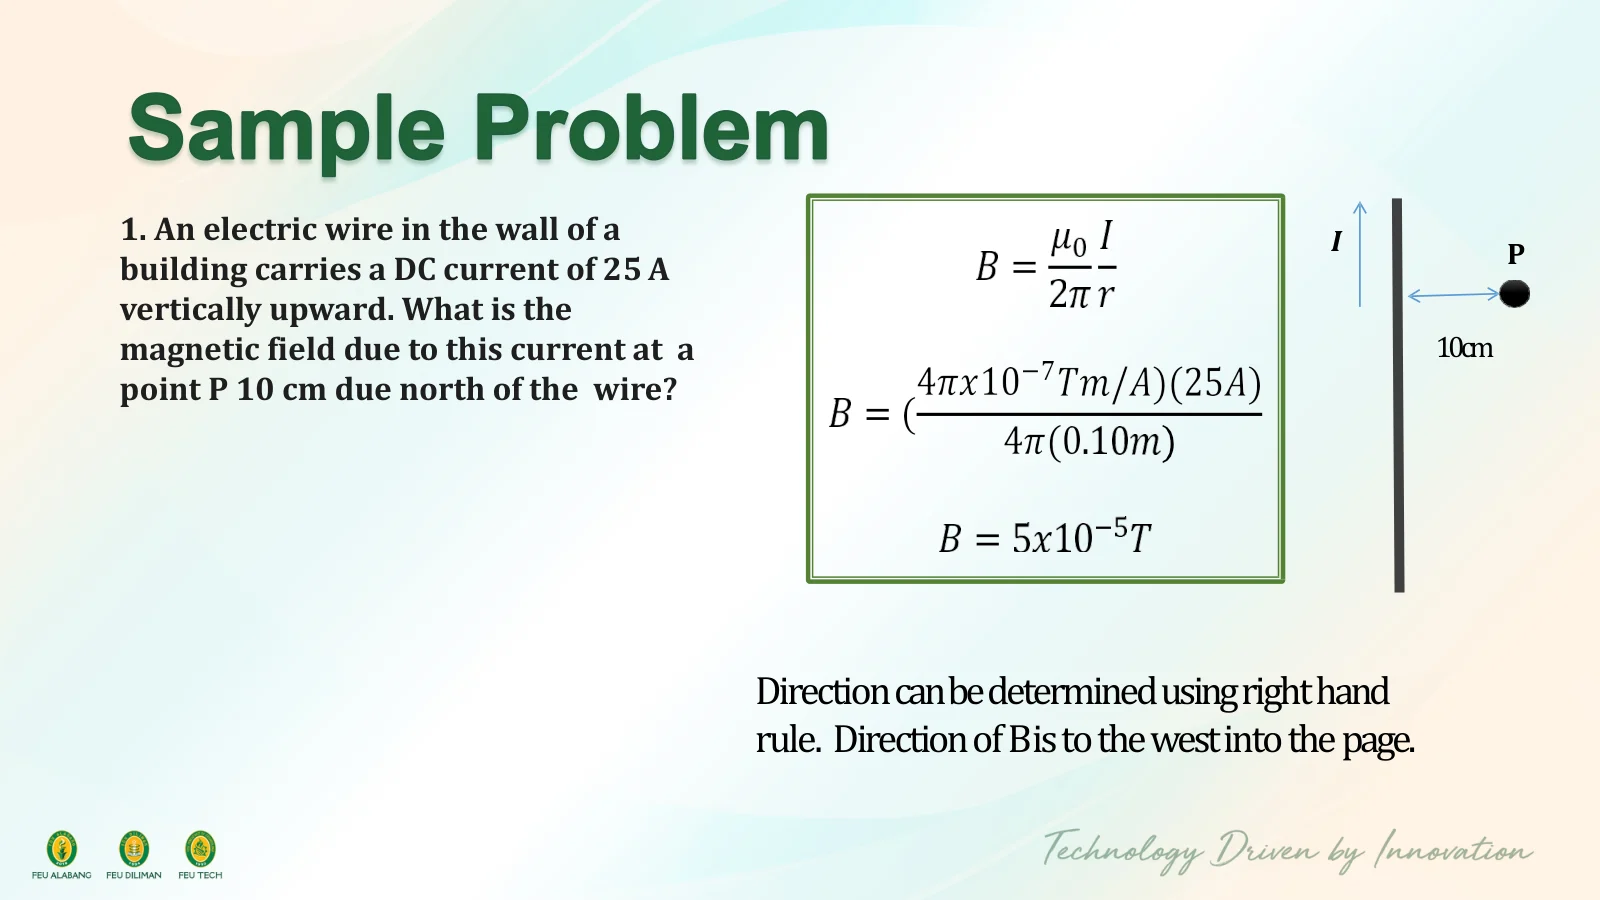 Sample Problem
1. An electric wire in the wall of a
building carries a DC current of 25 A
vertically upward. What is the
magnetic field due to this current at  a
point P 10 cm due north of the  wire?
B = μ₀/2π I/r
B = (4πx10⁻⁷Tm/A)(25A)/4π(0.10m)
B = 5x10⁻⁵T
I
P
10cm
Direction can be determined using right hand
rule.  Direction of B is to the west into the page.
FEU ALABANG
FEU DILIMAN
FEU TECH
Technology Driven by Innovation